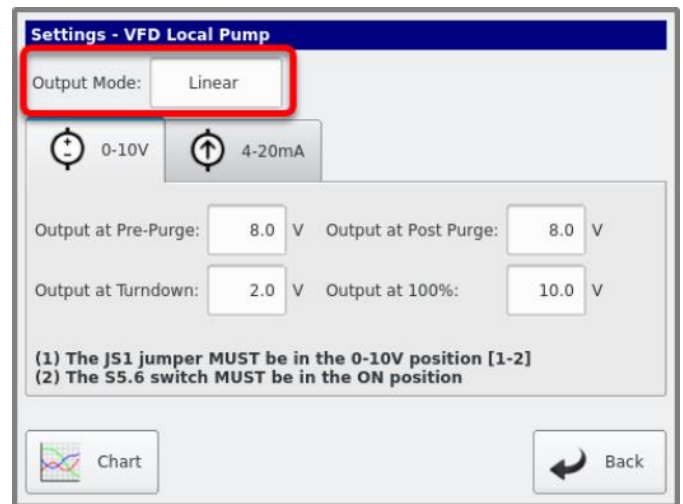 Settings - VFD Local Pump
Output Mode: Linear
0-10V 4-20mA
Output at Pre-Purge: 8.0 V Output at Post Purge: 8.0 V
Output at Turndown: 2.0 V Output at 100%: 10.0 V
(1) The JS1 jumper MUST be in the 0-10V position [1-2]
(2) The S5.6 switch MUST be in the ON position
Chart Back